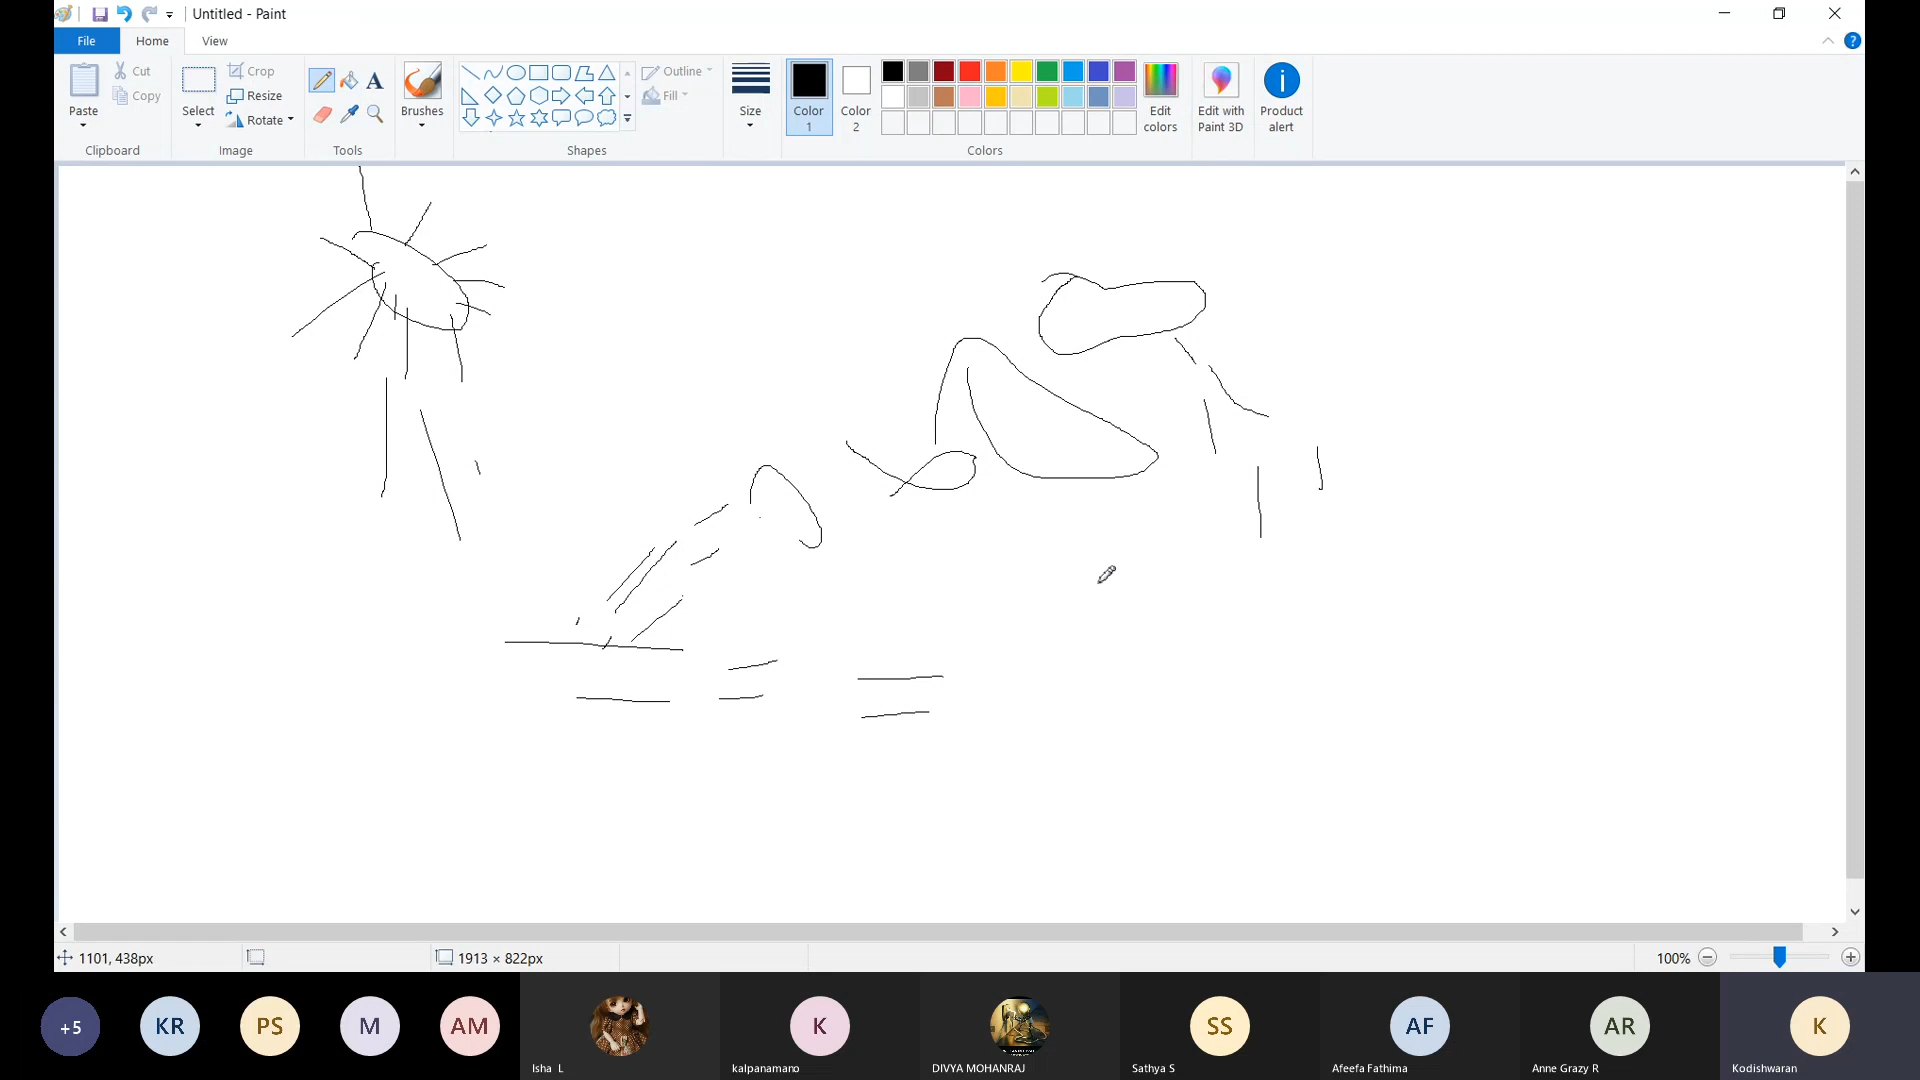 Untitled - Paint
File Home View
Cut
Copy
Paste
Clipboard
Select
Crop
Resize
Rotate
Image
Tools
Brushes
Outline
Fill
Shapes
Size
Color 1
Color 2
Edit colors
Colors
Edit with Paint 3D
Product alert
1101, 438px
1913 × 822px
100%
+5 KR PS M AM K SS AF AR K
Isha L kalpanamano DIVYA MOHANRAJ Sathya S Afeefa Fathima Anne Grazy R Kodishwaran